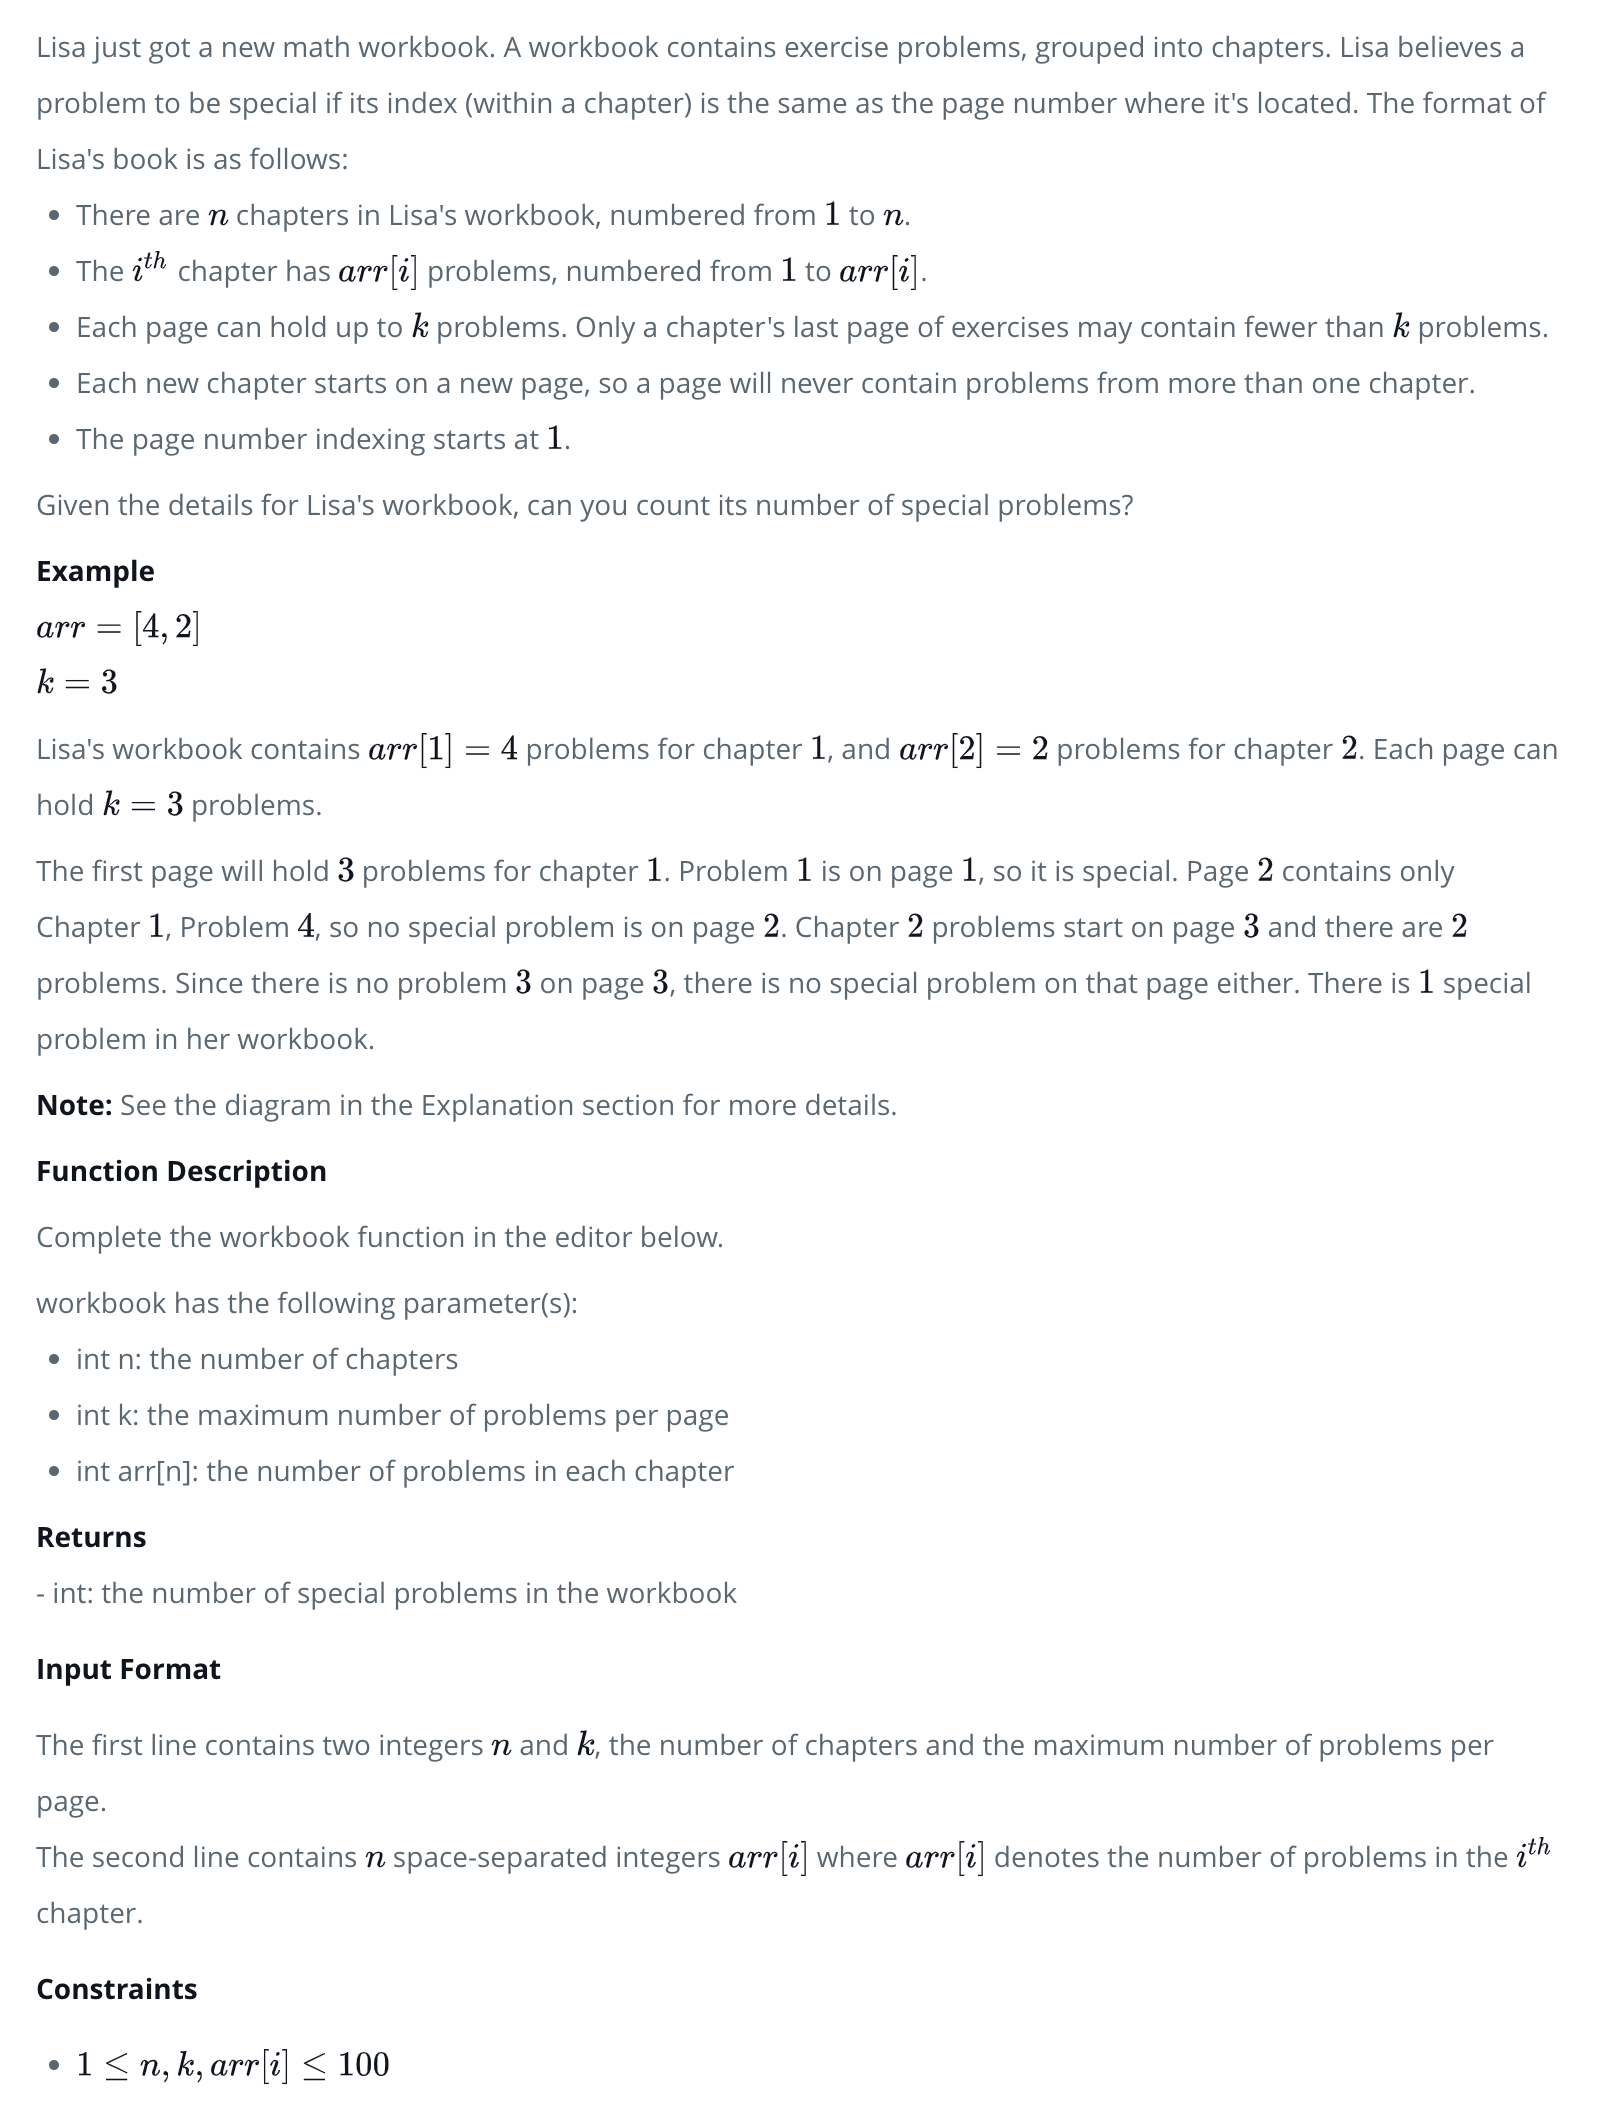 Lisa just got a new math workbook. A workbook contains exercise problems, grouped into chapters. Lisa believes a
problem to be special if its index (within a chapter) is the same as the page number where it's located. The format of
Lisa's book is as follows:
• There are n chapters in Lisa's workbook, numbered from 1 to n.
• The i^{th} chapter has arr[i] problems, numbered from 1 to arr[i].
• Each page can hold up to k problems. Only a chapter's last page of exercises may contain fewer than k problems.
• Each new chapter starts on a new page, so a page will never contain problems from more than one chapter.
• The page number indexing starts at 1.
Given the details for Lisa's workbook, can you count its number of special problems?
Example
arr = [4, 2]
k = 3
Lisa's workbook contains arr[1] = 4 problems for chapter 1, and arr[2] = 2 problems for chapter 2. Each page can
hold k = 3 problems.
The first page will hold 3 problems for chapter 1. Problem 1 is on page 1, so it is special. Page 2 contains only
Chapter 1, Problem 4, so no special problem is on page 2. Chapter 2 problems start on page 3 and there are 2
problems. Since there is no problem 3 on page 3, there is no special problem on that page either. There is 1 special
problem in her workbook.
Note: See the diagram in the Explanation section for more details.
Function Description
Complete the workbook function in the editor below.
workbook has the following parameter(s):
• int n: the number of chapters
• int k: the maximum number of problems per page
• int arr[n]: the number of problems in each chapter
Returns
- int: the number of special problems in the workbook
Input Format
The first line contains two integers n and k, the number of chapters and the maximum number of problems per
page.
The second line contains n space-separated integers arr[i] where arr[i] denotes the number of problems in the i^{th}
chapter.
Constraints
• 1 ≤ n, k, arr[i] ≤ 100